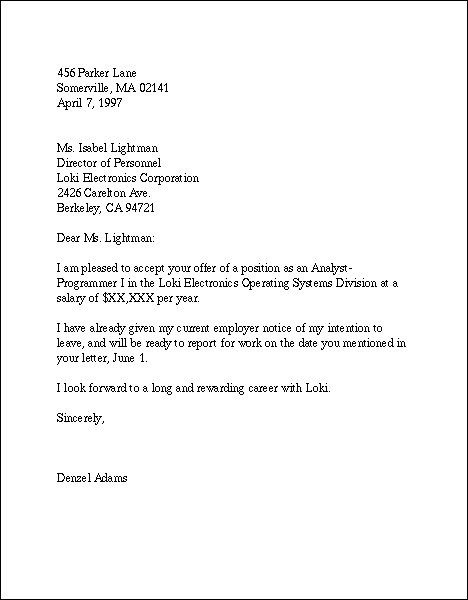 456 Parker Lane
Somerville, MA 02141
April 7, 1997
Ms. Isabel Lightman
Director of Personnel
Loki Electronics Corporation
2426 Carelton Ave.
Berkeley, CA 94721
Dear Ms. Lightman:
I am pleased to accept your offer of a position as an Analyst-
Programmer I in the Loki Electronics Operating Systems Division at a
salary of $XX,XXX per year.
I have already given my current employer notice of my intention to
leave, and will be ready to report for work on the date you mentioned in
your letter, June 1.
I look forward to a long and rewarding career with Loki.
Sincerely,
Denzel Adams